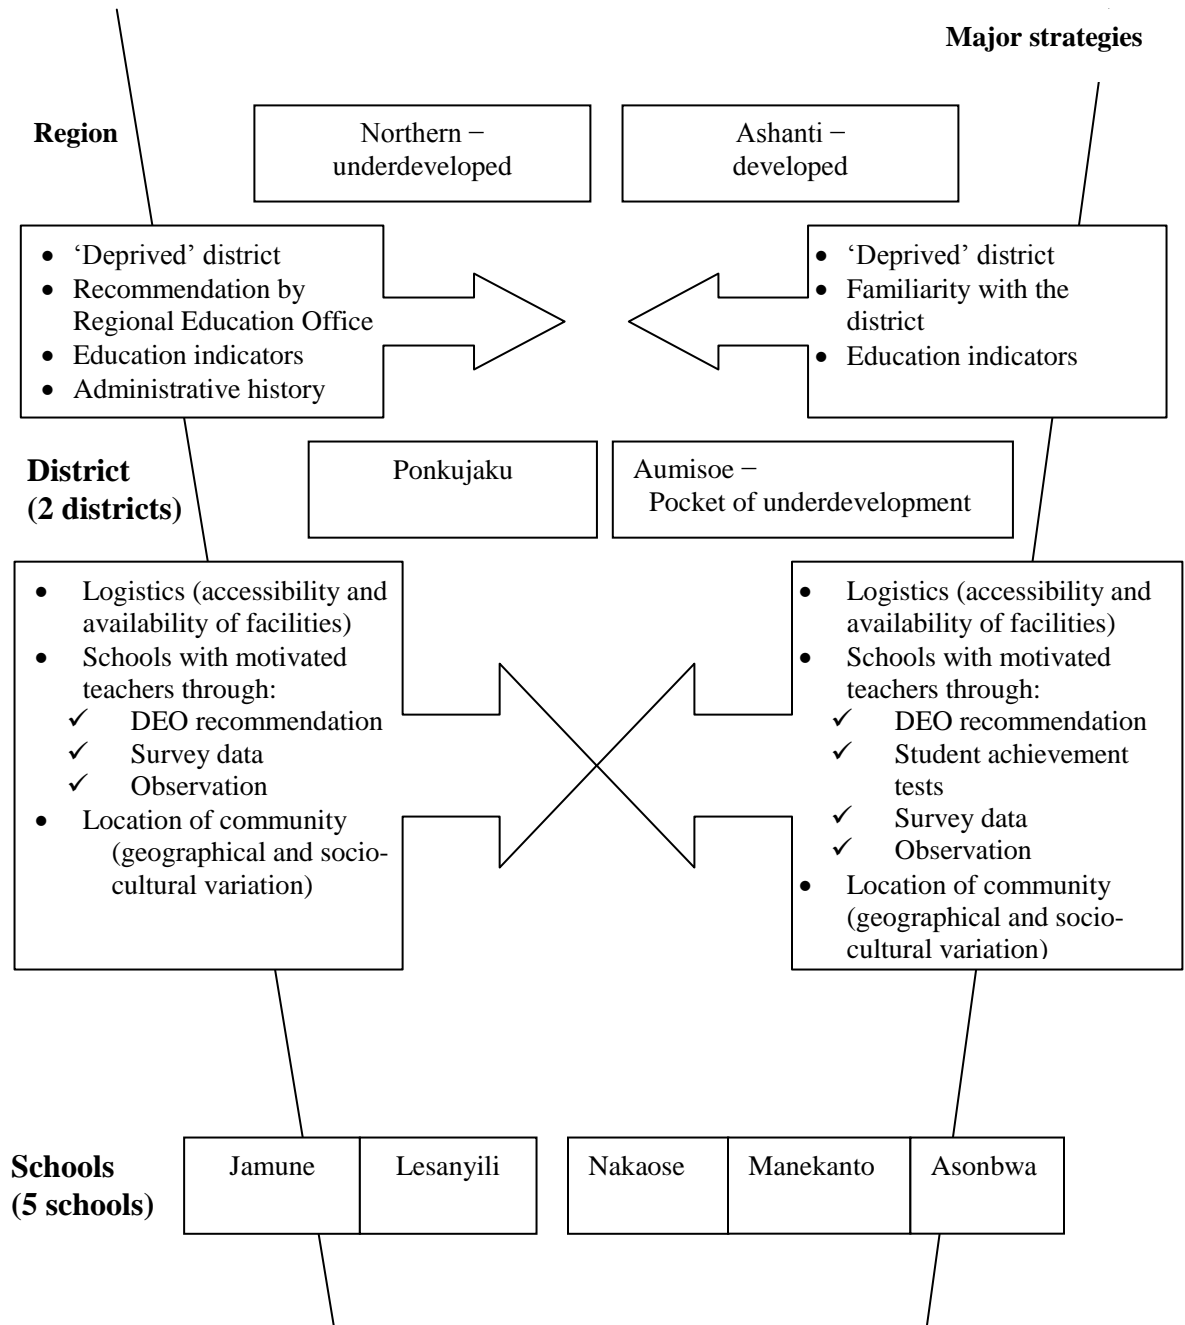 Major strategies
Region
Northern −
underdeveloped
Ashanti −
developed
• ‘Deprived’ district
• Recommendation by
Regional Education Office
• Education indicators
• Administrative history
• ‘Deprived’ district
• Familiarity with the
district
• Education indicators
District
(2 districts)
Ponkujaku
Aumisoe −
Pocket of underdevelopment
• Logistics (accessibility and
availability of facilities)
• Schools with motivated
teachers through:
✓ DEO recommendation
✓ Survey data
✓ Observation
• Location of community
(geographical and socio-
cultural variation)
• Logistics (accessibility and
availability of facilities)
• Schools with motivated
teachers through:
✓ DEO recommendation
✓ Student achievement
tests
✓ Survey data
✓ Observation
• Location of community
(geographical and socio-
cultural variation)
Schools
(5 schools)
Jamune
Lesanyili
Nakaose
Manekanto
Asonbwa